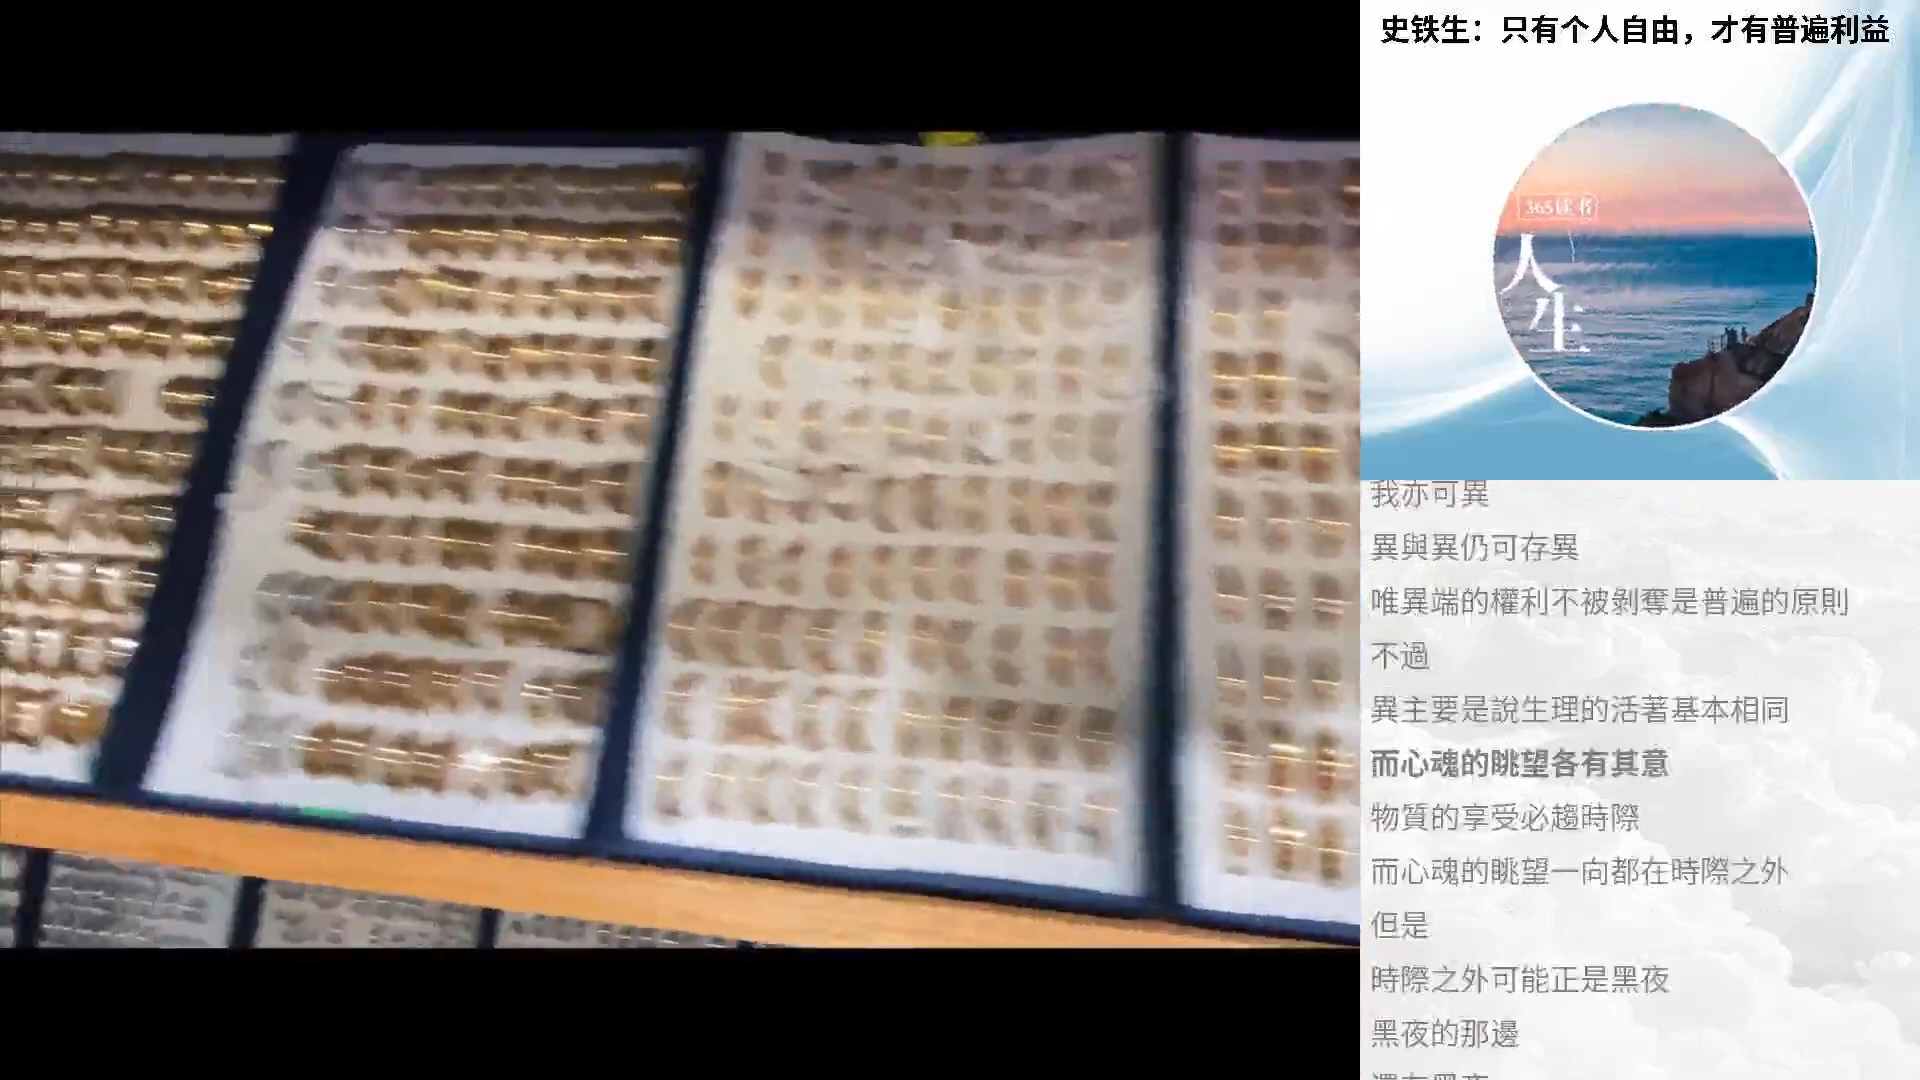 史铁生：只有个人自由，才有普遍利益
365读书
人生
我亦可異
異與異仍可存異
唯異端的權利不被剝奪是普遍的原則
不過
異主要是說生理的活著基本相同
而心魂的眺望各有其意
物質的享受必趨時際
而心魂的眺望一向都在時際之外
但是
時際之外可能正是黑夜
黑夜的那邊